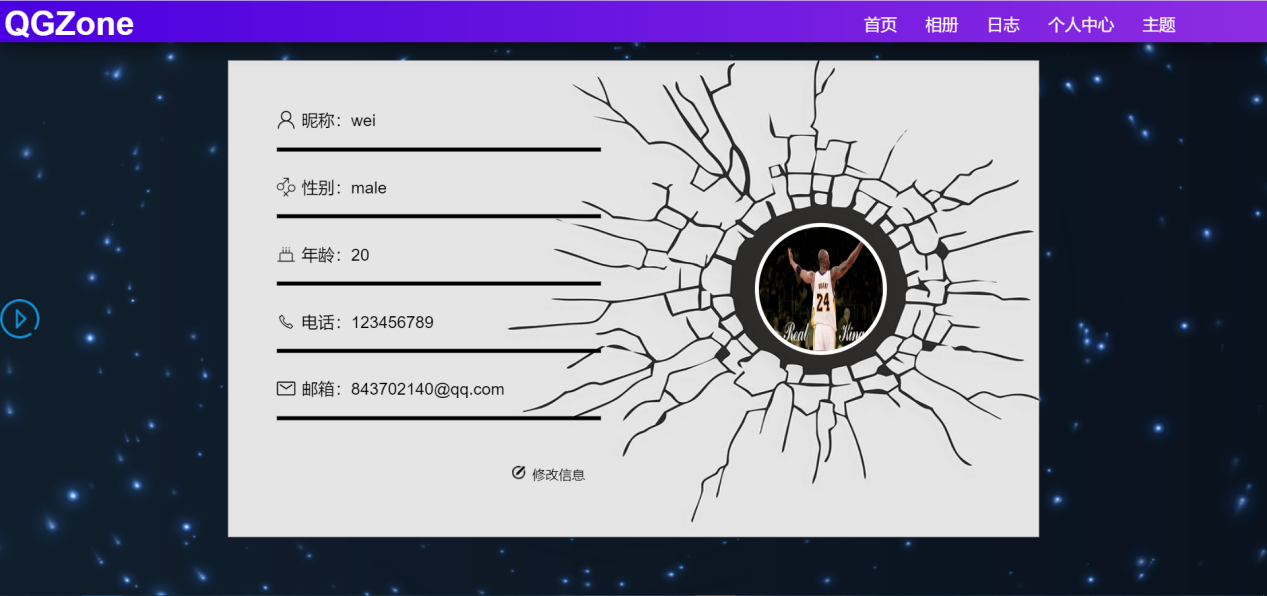 QGZone 首页 相册 日志 个人中心 主题
昵称：wei
性别：male
年龄：20
电话：123456789
邮箱：843702140@qq.com
修改信息
BRYANT
24
Real King